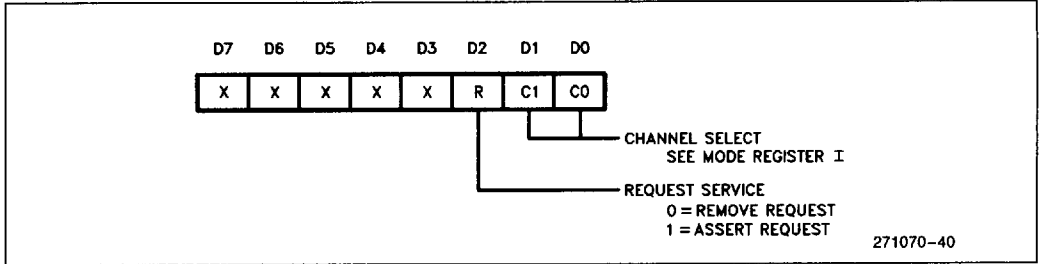 D7 D6 D5 D4 D3 D2 D1 D0
X X X X X R C1 C0
CHANNEL SELECT
SEE MODE REGISTER I
REQUEST SERVICE
0 = REMOVE REQUEST
1 = ASSERT REQUEST
271070-40